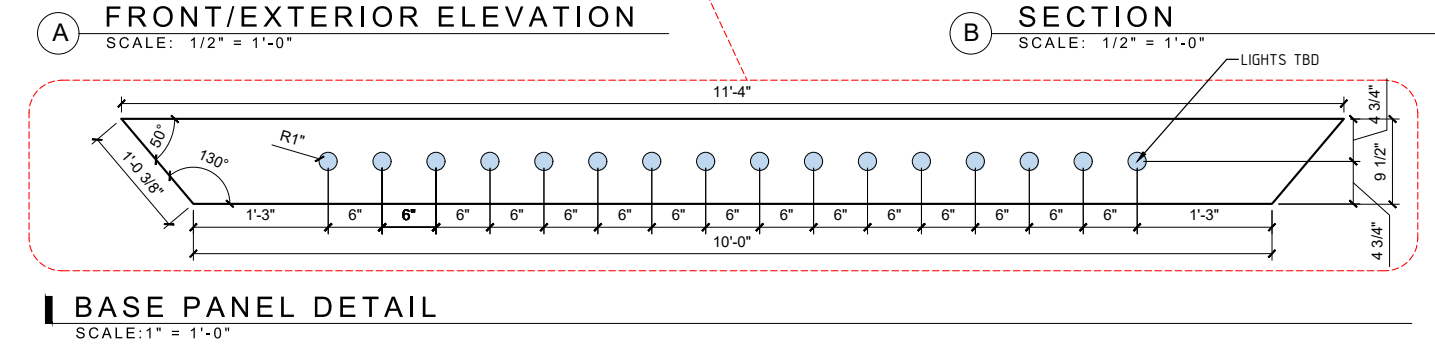 A
FRONT/EXTERIOR ELEVATION
SCALE: 1/2" = 1'-0"
B
SECTION
SCALE: 1/2" = 1'-0"
LIGHTS TBD
11'-4"
4 3/4"
9 1/2"
4 3/4"
50°
130°
1'-0 3/8"
R1"
1'-3" 6" 6" 6" 6" 6" 6" 6" 6" 6" 6" 6" 6" 6" 6" 6" 1'-3"
10'-0"
BASE PANEL DETAIL
SCALE:1" = 1'-0"